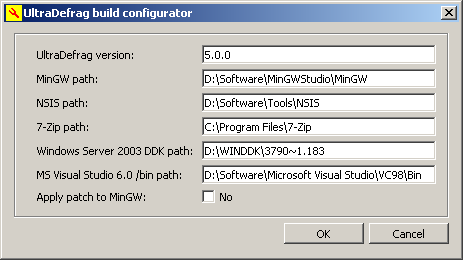 UltraDefrag build configurator
UltraDefrag version: 5.0.0
MinGW path: D:\Software\MinGWStudio\MinGW
NSIS path: D:\Software\Tools\NSIS
7-Zip path: C:\Program Files\7-Zip
Windows Server 2003 DDK path: D:\WINDDK\3790~1.183
MS Visual Studio 6.0 /bin path: D:\Software\Microsoft Visual Studio\VC98\Bin
Apply patch to MinGW: No
OK Cancel